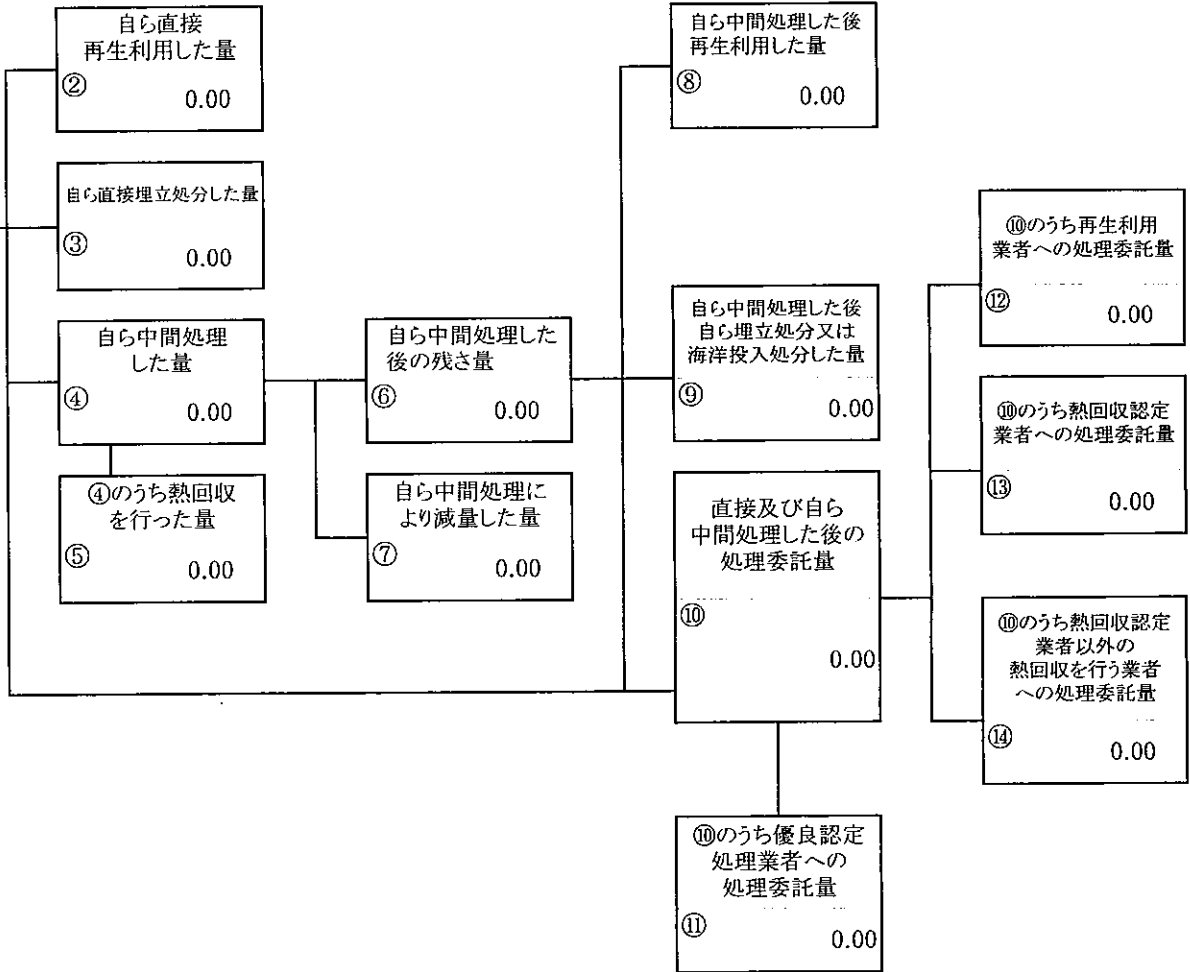 自ら直接
再生利用した量
②
0.00
自ら直接埋立処分した量
③
0.00
自ら中間処理
した量
④
0.00
④のうち熱回収
を行った量
⑤
0.00
自ら中間処理した
後の残さ量
⑥
0.00
自ら中間処理に
より減量した量
⑦
0.00
自ら中間処理した後
再生利用した量
⑧
0.00
自ら中間処理した後
自ら埋立処分又は
海洋投入処分した量
⑨
0.00
直接及び自ら
中間処理した後の
処理委託量
⑩
0.00
⑩のうち優良認定
処理業者への
処理委託量
⑪
0.00
⑩のうち再生利用
業者への処理委託量
⑫
0.00
⑩のうち熱回収認定
業者への処理委託量
⑬
0.00
⑩のうち熱回収認定
業者以外の
熱回収を行う業者
への処理委託量
⑭
0.00